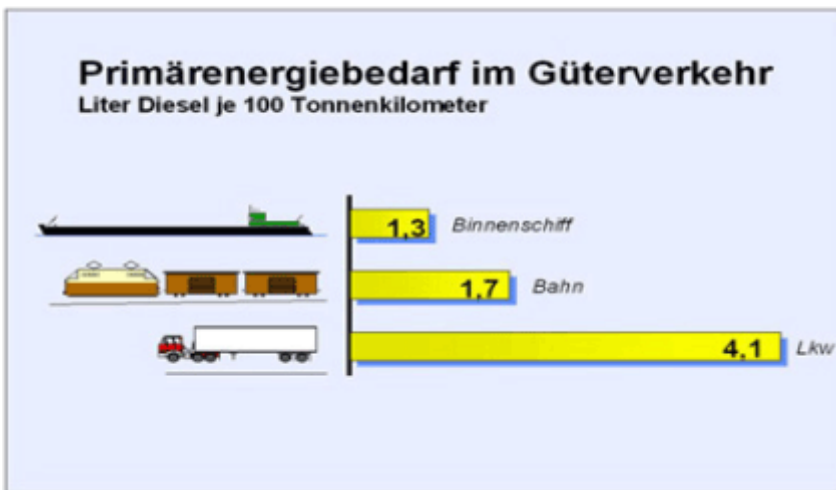 Primärenergiebedarf im Güterverkehr
Liter Diesel je 100 Tonnenkilometer
1,3 Binnenschiff
1,7 Bahn
4,1 Lkw